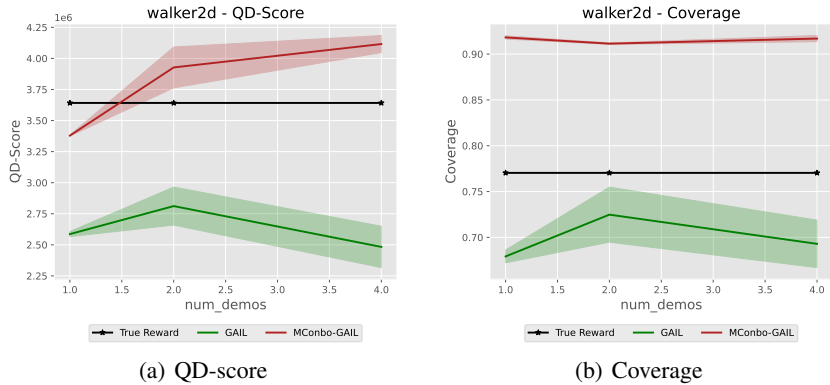 walker2d - QD-Score
1e6
4.25
4.00
3.75
3.50
3.25
3.00
2.75
2.50
2.25
QD-Score
1.0 1.5 2.0 2.5 3.0 3.5 4.0
num_demos
True Reward GAIL MConbo-GAIL
(a) QD-score
walker2d - Coverage
0.90
0.85
0.80
0.75
0.70
Coverage
1.0 1.5 2.0 2.5 3.0 3.5 4.0
num_demos
True Reward GAIL MConbo-GAIL
(b) Coverage